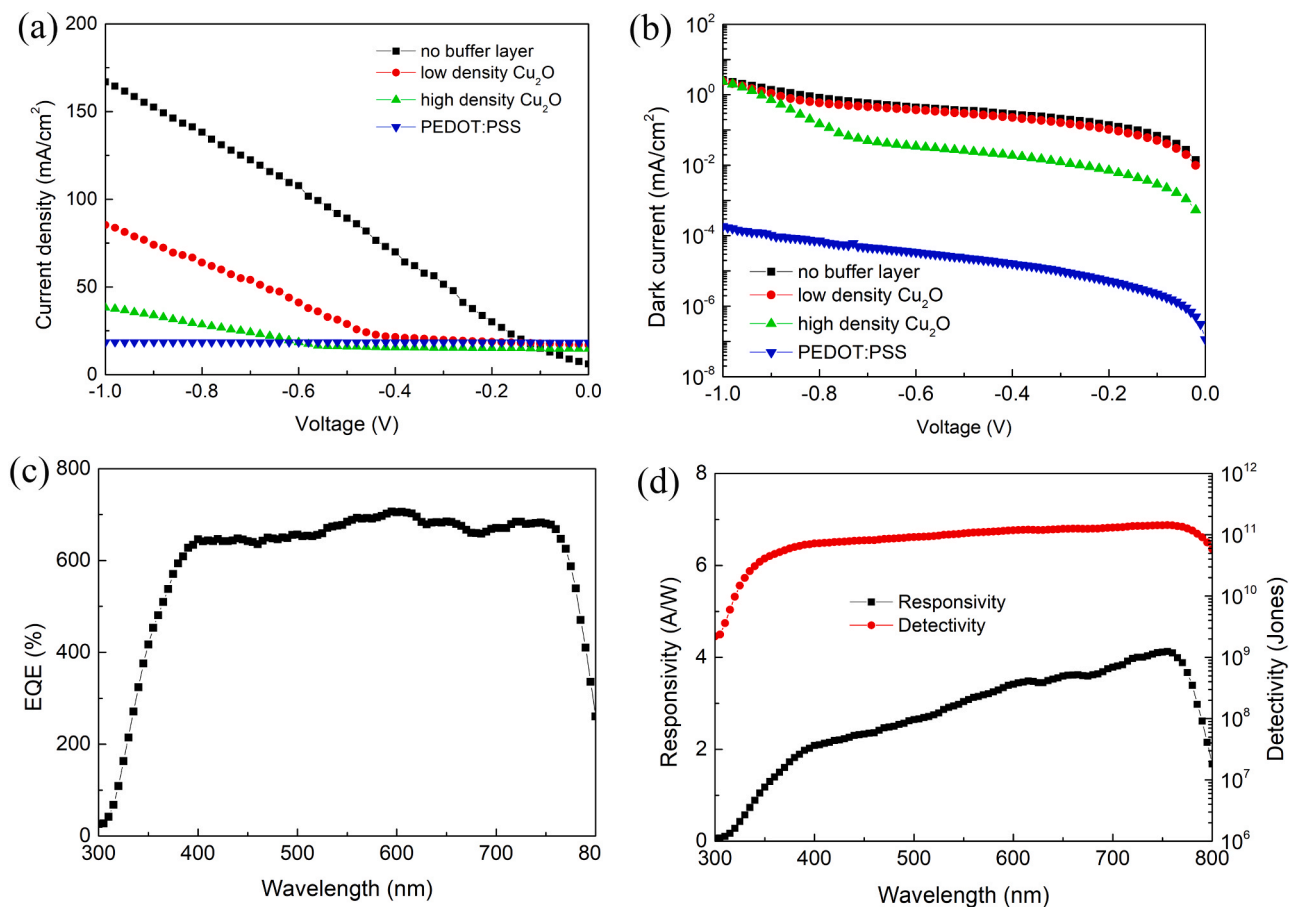 (a)
200
150
100
50
0
-1.0 -0.8 -0.6 -0.4 -0.2 0.0
Current density (mA/cm²)
Voltage (V)
no buffer layer
low density Cu₂O
high density Cu₂O
PEDOT:PSS
(b)
10²
10⁰
10⁻²
10⁻⁴
10⁻⁶
10⁻⁸
-1.0 -0.8 -0.6 -0.4 -0.2 0.0
Dark current (mA/cm²)
Voltage (V)
no buffer layer
low density Cu₂O
high density Cu₂O
PEDOT:PSS
(c)
800
600
400
200
0
300 400 500 600 700 80
EQE (%)
Wavelength (nm)
(d)
8
6
4
2
0
300 400 500 600 700 800
Responsivity (A/W)
Wavelength (nm)
Responsivity
Detectivity
10¹²
10¹¹
10¹⁰
10⁹
10⁸
10⁷
10⁶
Detectivity (Jones)